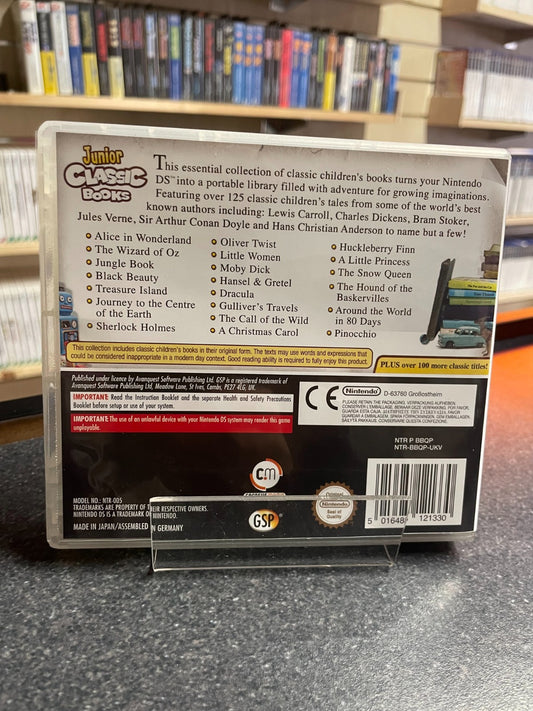 Junior
CLASSIC
BOOKS
This essential collection of classic children's books turns your Nintendo
DS™ into a portable library filled with adventure for growing imaginations.
Featuring over 125 classic children's tales from some of the world's best
known authors including: Lewis Carroll, Charles Dickens, Bram Stoker,
Jules Verne, Sir Arthur Conan Doyle and Hans Christian Anderson to name but a few!
• Alice in Wonderland
• The Wizard of Oz
• Jungle Book
• Black Beauty
• Treasure Island
• Journey to the Centre
of the Earth
• Sherlock Holmes
• Oliver Twist
• Little Women
• Moby Dick
• Hansel & Gretel
• Dracula
• Gulliver's Travels
• The Call of the Wild
• A Christmas Carol
• Huckleberry Finn
• A Little Princess
• The Snow Queen
• The Hound of the
Baskervilles
• Around the World
in 80 Days
• Pinocchio
This collection includes classic children's books in their original form. The texts may use words and expressions that
could be considered inappropriate in a modern day context. Good reading ability is required to fully enjoy this product.
PLUS over 100 more classic titles!
Published under licence by Avanquest Software Publishing Ltd. GSP is a registered trademark of
Avanquest Software Publishing Ltd, Meadow Lane, St Ives, Cambs, PE27 4LG, UK.
IMPORTANT: Read the Instruction Booklet and the separate Health and Safety Precautions
Booklet before setup or use of your system.
IMPORTANT: The use of an unlawful device with your Nintendo DS system may render this game
unplayable.
CE
Nintendo
D-63760 Großostheim
PLEASE RETAIN THE PACKAGING.
NTR P BBQP
NTR-BBQP-UKV
cm
GSP
Original
Nintendo
Seal of
Quality
MODEL NO.: NTR-005
TRADEMARKS ARE PROPERTY OF THEIR RESPECTIVE OWNERS.
NINTENDO DS IS A TRADEMARK OF NINTENDO.
MADE IN JAPAN/ASSEMBLED IN GERMANY
5 016488 121330